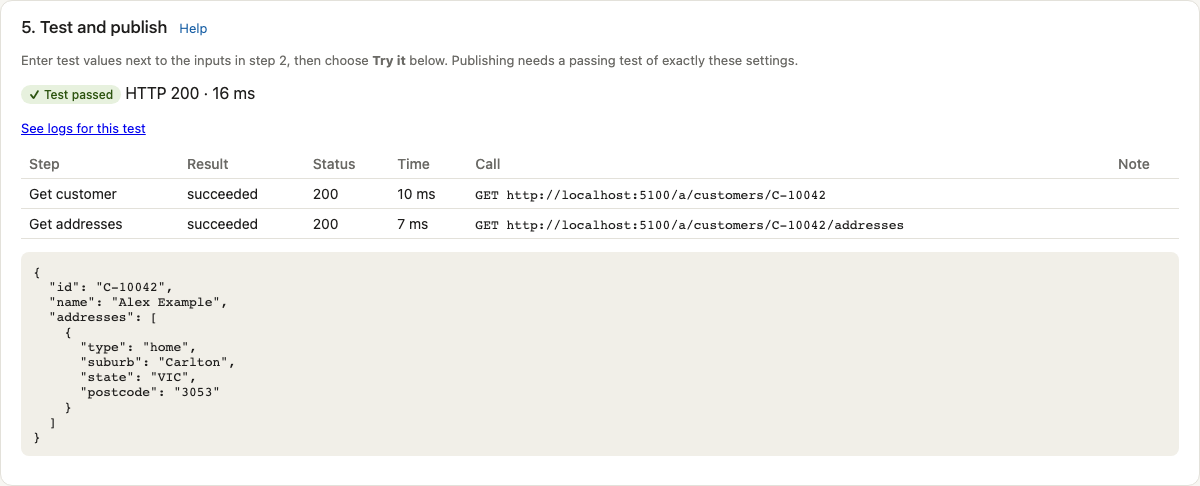 5. Test and publish Help
Enter test values next to the inputs in step 2, then choose Try it below. Publishing needs a passing test of exactly these settings.
✓ Test passed HTTP 200 · 16 ms
See logs for this test
Step Result Status Time Call Note
Get customer succeeded 200 10 ms GET http://localhost:5100/a/customers/C-10042
Get addresses succeeded 200 7 ms GET http://localhost:5100/a/customers/C-10042/addresses
{
  "id": "C-10042",
  "name": "Alex Example",
  "addresses": [
    {
      "type": "home",
      "suburb": "Carlton",
      "state": "VIC",
      "postcode": "3053"
    }
  ]
}